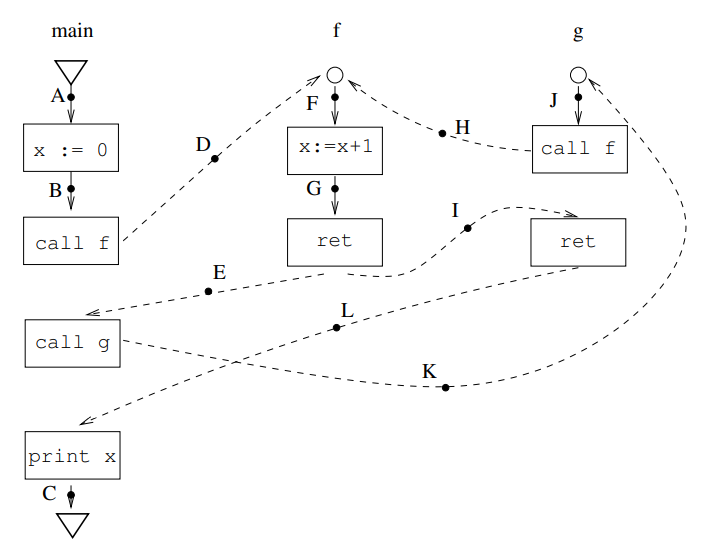 main f g
A
F J
x := 0
D H
x:=x+1
call f
B
G
call f
I
ret
ret
E
L
call g
K
print x
C